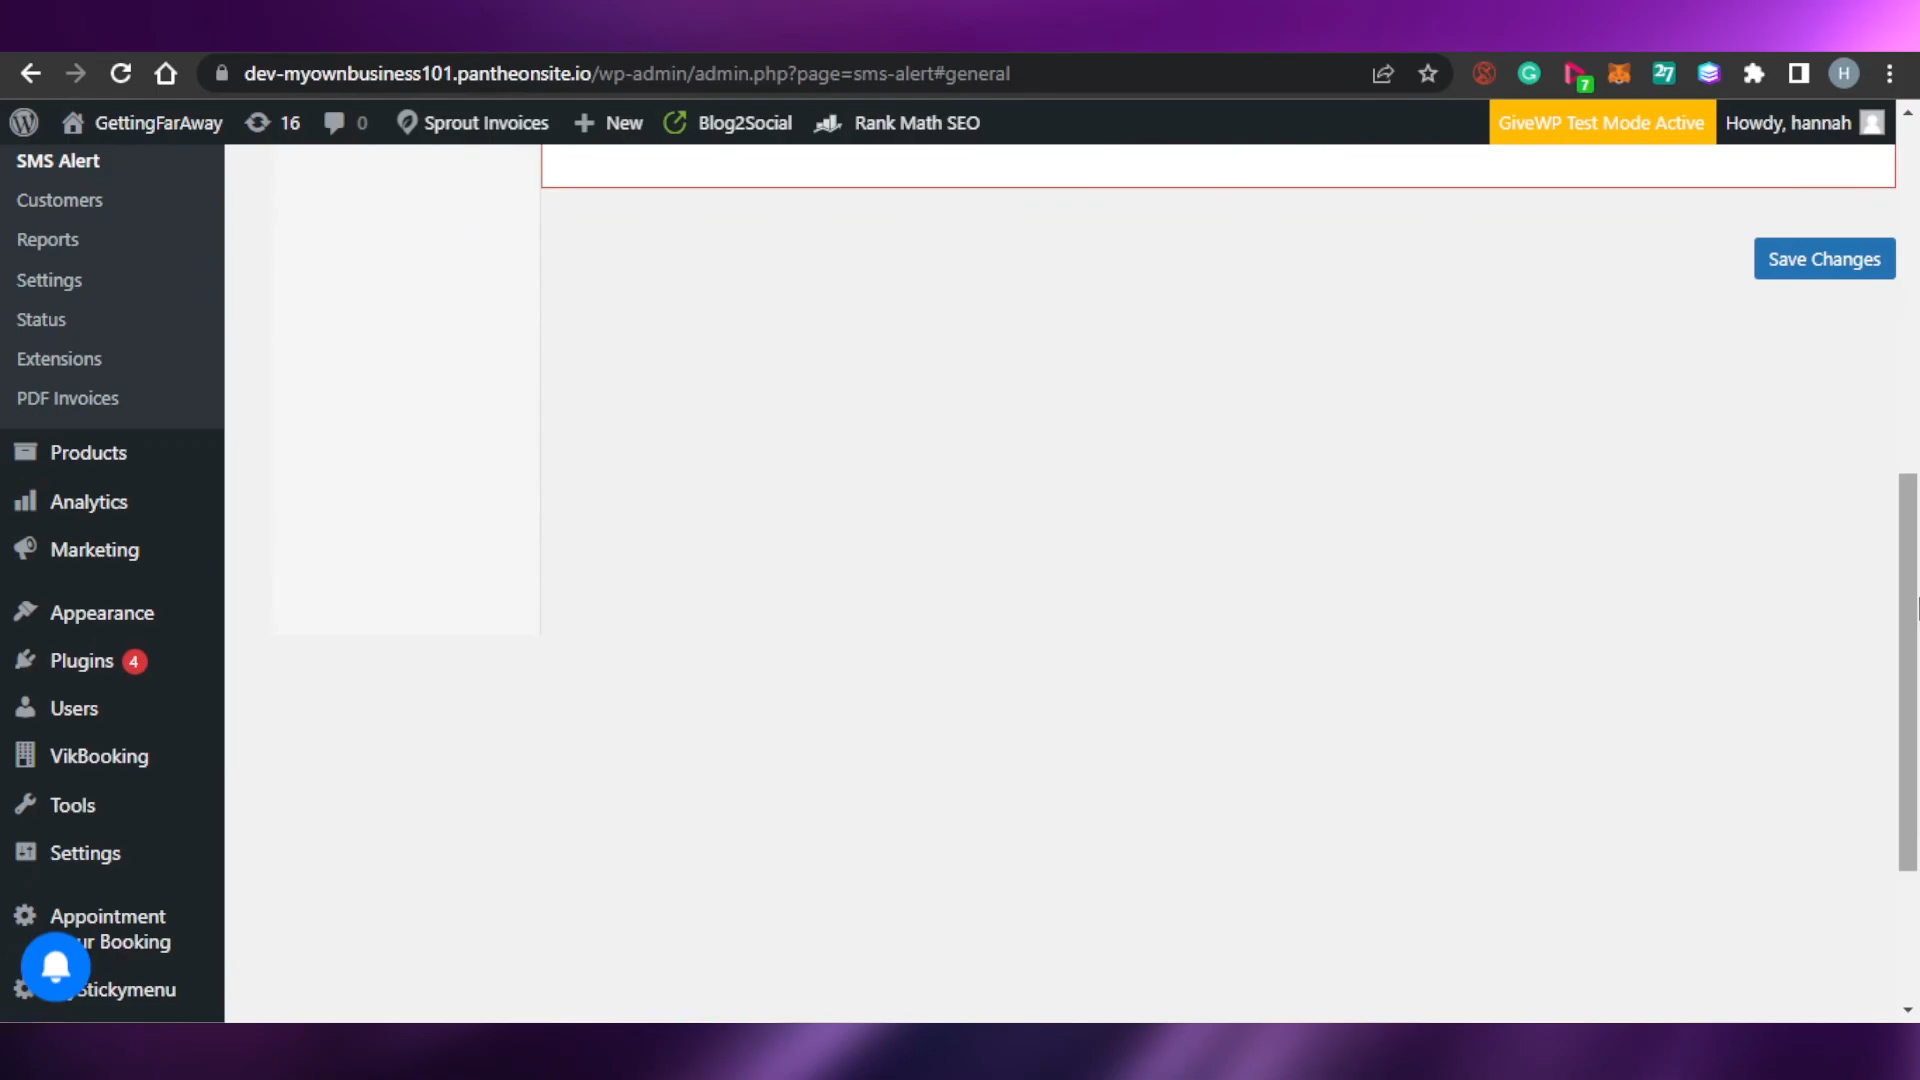 dev-myownbusiness101.pantheonsite.io/wp-admin/admin.php?page=sms-alert#general
7
27
H
GettingFarAway
16
0
Sprout Invoices
New
Blog2Social
Rank Math SEO
GiveWP Test Mode Active
Howdy, hannah
SMS Alert
Customers
Reports
Settings
Status
Extensions
PDF Invoices
Save Changes
Products
Analytics
Marketing
Appearance
Plugins 4
Users
VikBooking
Tools
Settings
Appointment
ur Booking
Stickymenu